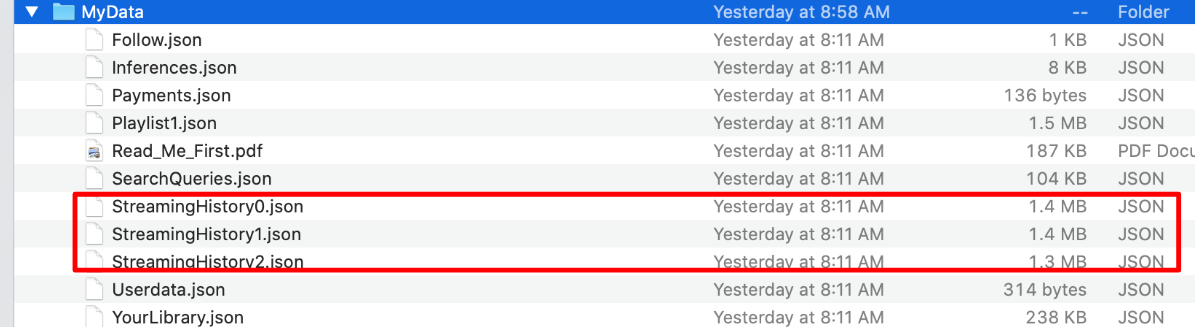 MyData Yesterday at 8:58 AM -- Folder
Follow.json Yesterday at 8:11 AM 1 KB JSON
Inferences.json Yesterday at 8:11 AM 8 KB JSON
Payments.json Yesterday at 8:11 AM 136 bytes JSON
Playlist1.json Yesterday at 8:11 AM 1.5 MB JSON
Read_Me_First.pdf Yesterday at 8:11 AM 187 KB PDF Docu
SearchQueries.json Yesterday at 8:11 AM 104 KB JSON
StreamingHistory0.json Yesterday at 8:11 AM 1.4 MB JSON
StreamingHistory1.json Yesterday at 8:11 AM 1.4 MB JSON
StreamingHistory2.json Yesterday at 8:11 AM 1.3 MB JSON
Userdata.json Yesterday at 8:11 AM 314 bytes JSON
YourLibrary.json Yesterday at 8:11 AM 238 KB JSON